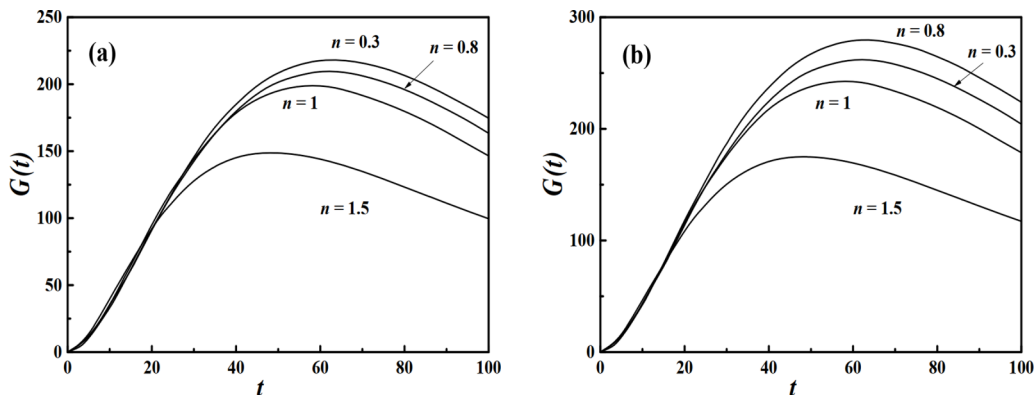 (a)
n = 0.3
n = 0.8
n = 1
n = 1.5
G(t)
250
200
150
100
50
0
0 20 40 60 80 100
t
(b)
n = 0.8
n = 0.3
n = 1
n = 1.5
G(t)
300
200
100
0
0 20 40 60 80 100
t